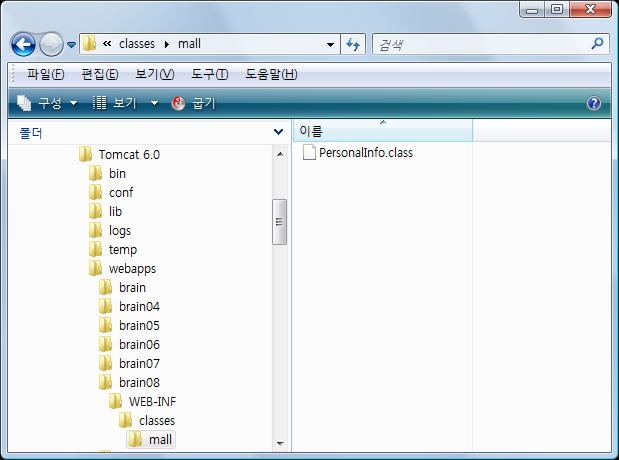 « classes ▸ mall
검색
파일(F) 편집(E) 보기(V) 도구(T) 도움말(H)
구성 보기 굽기
폴더
이름
Tomcat 6.0
bin
conf
lib
logs
temp
webapps
brain
brain04
brain05
brain06
brain07
brain08
WEB-INF
classes
mall
PersonalInfo.class